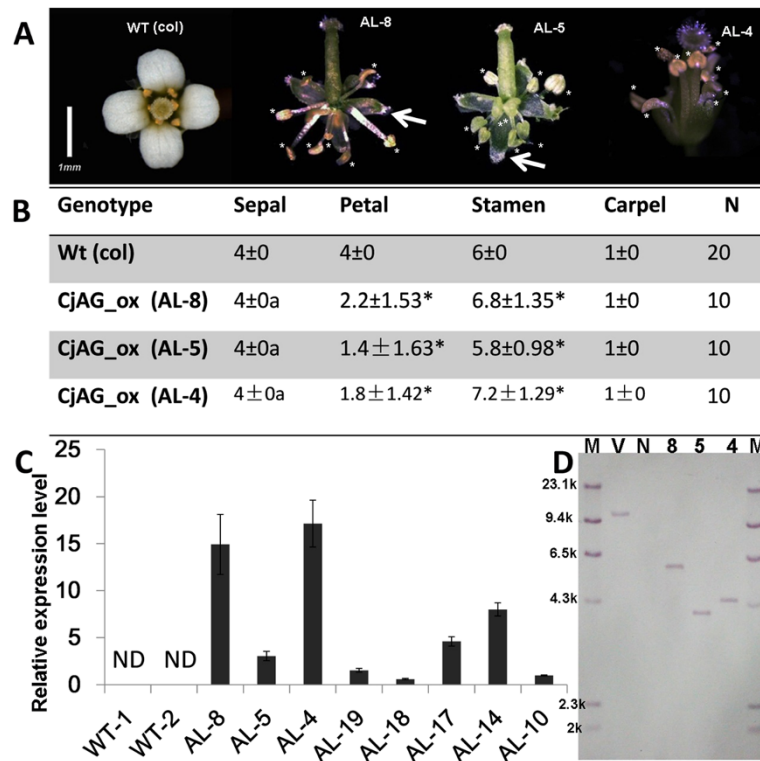 A
WT (col)
AL-8
AL-5
AL-4
1mm
B
Genotype Sepal Petal Stamen Carpel N
Wt (col) 4±0 4±0 6±0 1±0 20
CjAG_ox (AL-8) 4±0a 2.2±1.53* 6.8±1.35* 1±0 10
CjAG_ox (AL-5) 4±0a 1.4±1.63* 5.8±0.98* 1±0 10
CjAG_ox (AL-4) 4±0a 1.8±1.42* 7.2±1.29* 1±0 10
C
Relative expression level
25
20
15
10
5
0
ND ND
WT-1 WT-2 AL-8 AL-5 AL-4 AL-19 AL-18 AL-17 AL-14 AL-10
D
M V N 8 5 4 M
23.1k
9.4k
6.5k
4.3k
2.3k
2k